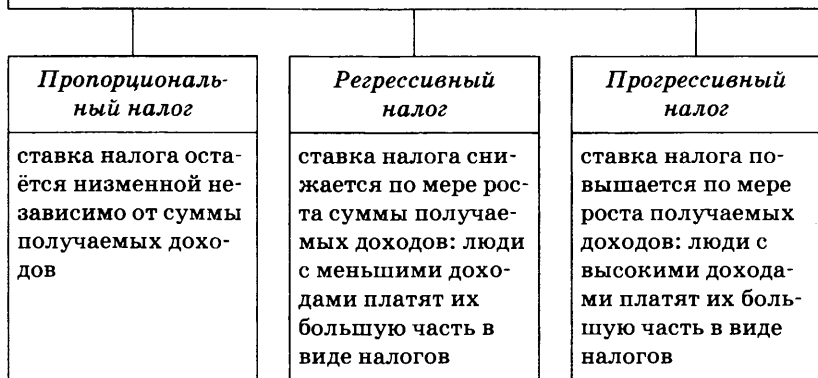 Пропорциональ-
ный налог
ставка налога оста-
ётся низменной не-
зависимо от суммы
получаемых дохо-
дов
Регрессивный
налог
ставка налога сни-
жается по мере рос-
та суммы получае-
мых доходов: люди
с меньшими дохо-
дами платят их
большую часть в
виде налогов
Прогрессивный
налог
ставка налога по-
вышается по мере
роста получаемых
доходов: люди с
высокими дохода-
ми платят их боль-
шую часть в виде
налогов